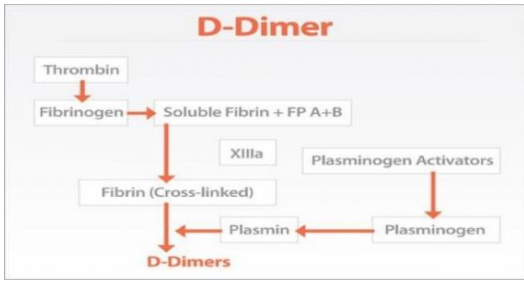 D-Dimer
Thrombin
Fibrinogen
Soluble Fibrin + FP A+B
XIIIa
Plasminogen Activators
Fibrin (Cross-linked)
Plasmin
Plasminogen
D-Dimers